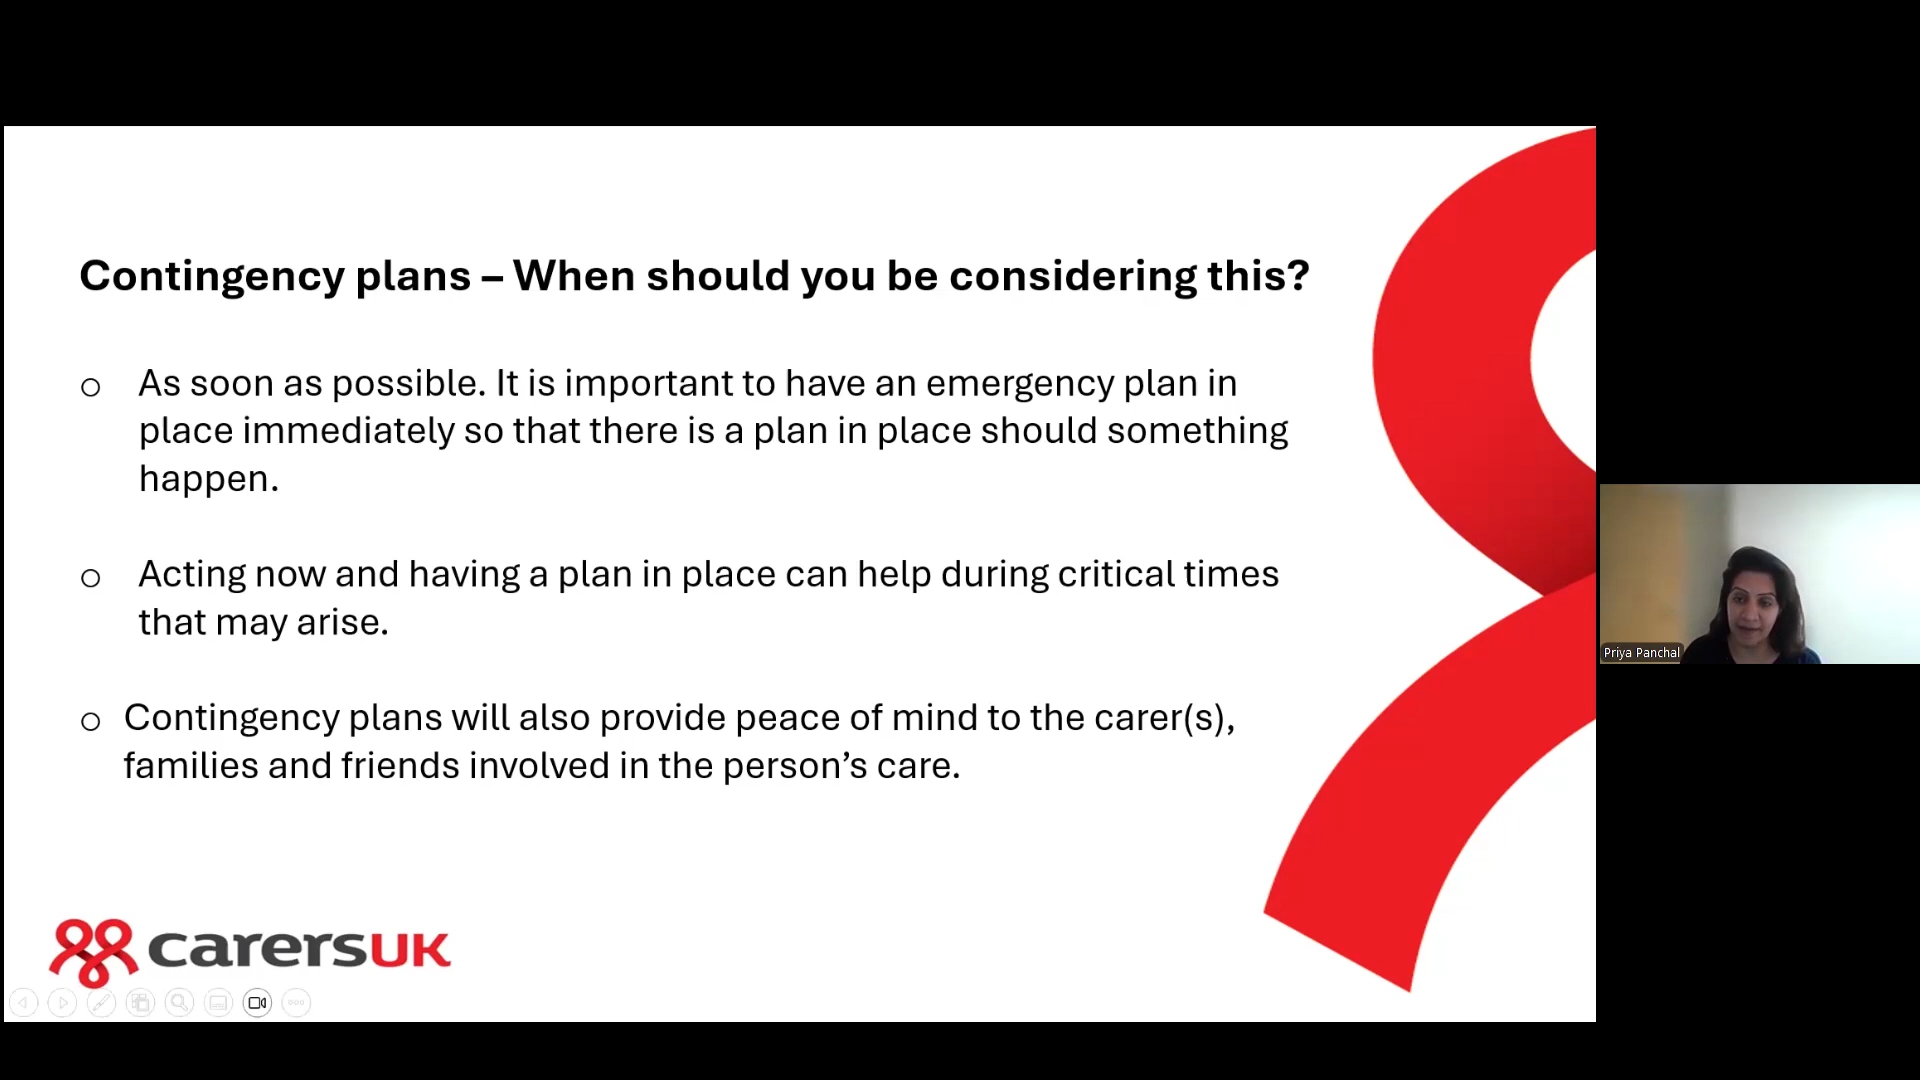 Contingency plans – When should you be considering this?
o As soon as possible. It is important to have an emergency plan in
place immediately so that there is a plan in place should something
happen.
o Acting now and having a plan in place can help during critical times
that may arise.
o Contingency plans will also provide peace of mind to the carer(s),
families and friends involved in the person’s care.
carersUK
Priya Panchal